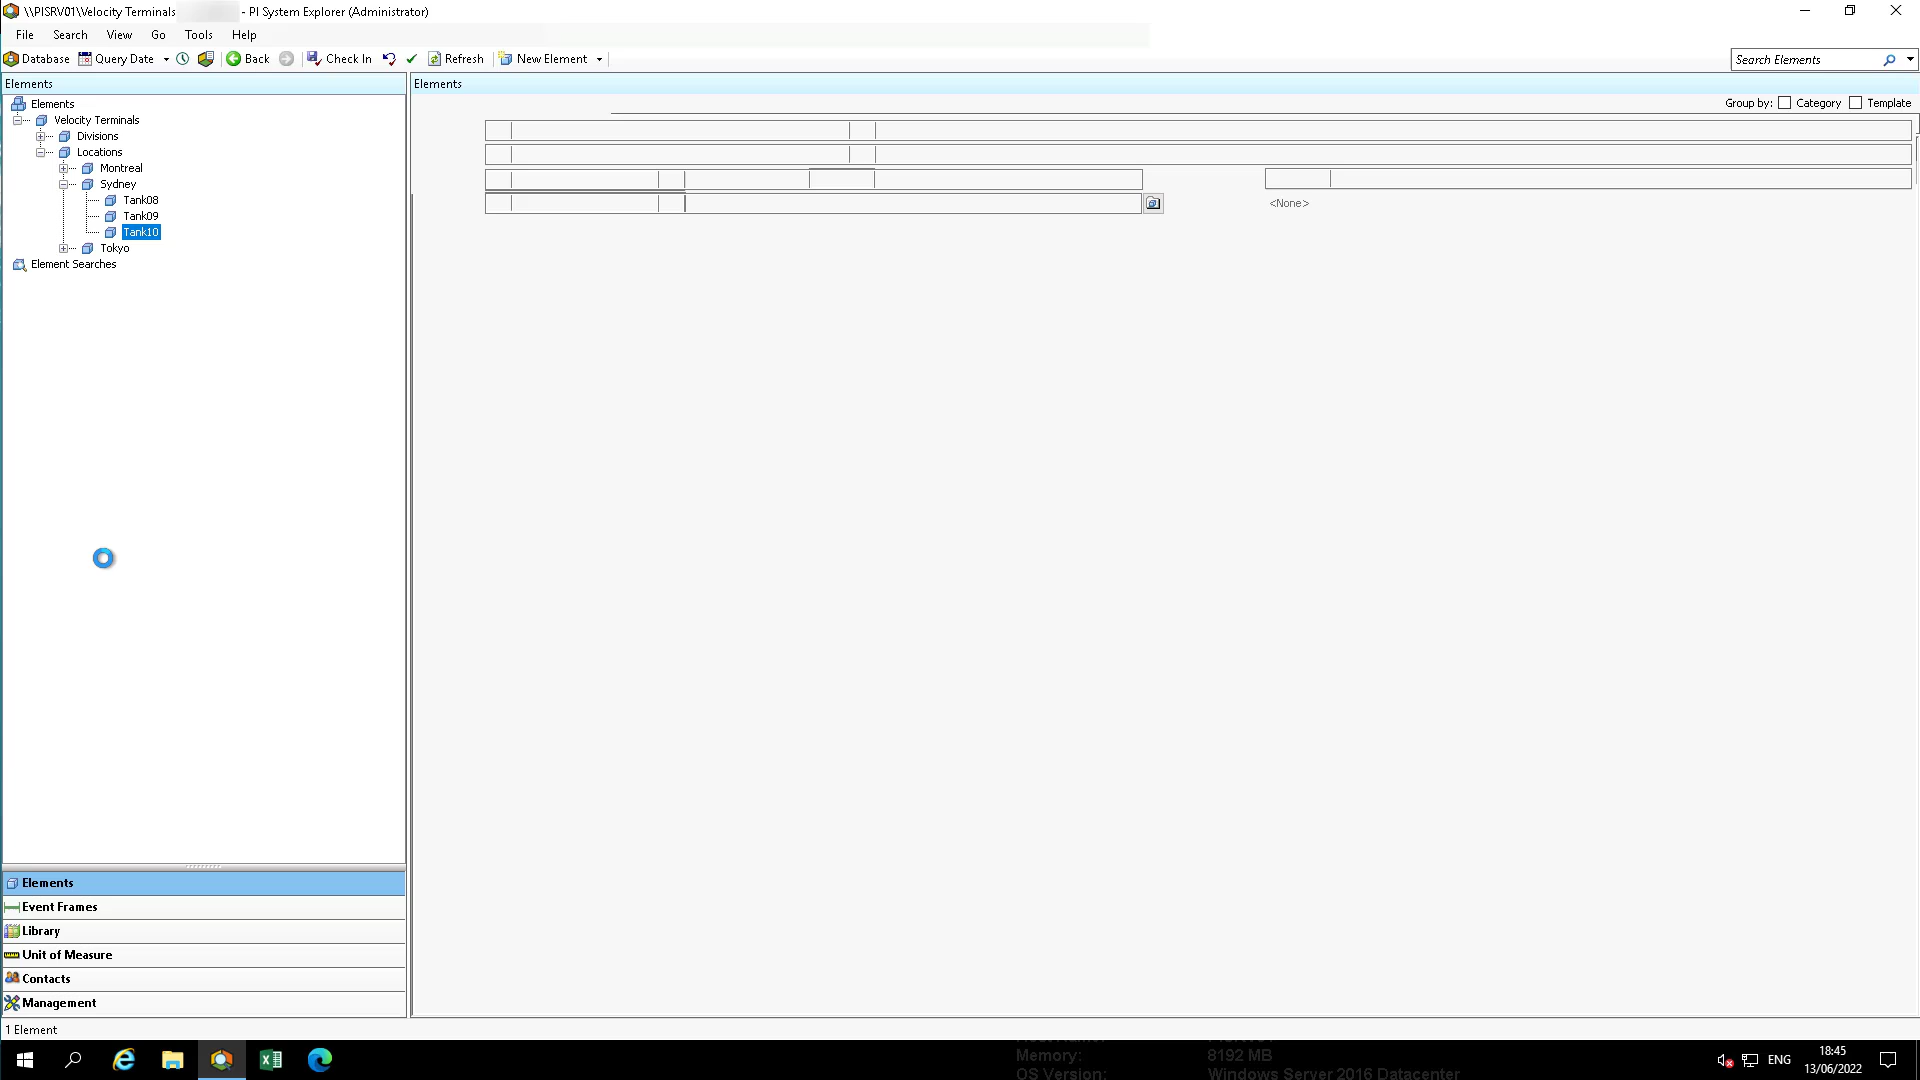 \\PISRV01\Velocity Terminals - PI System Explorer (Administrator)
File Search View Go Tools Help
Database Query Date Back Check In Refresh New Element Search Elements
Elements
Elements
Group by: Category Template
Elements
Velocity Terminals
Divisions
Locations
Montreal
Sydney
Tank08
Tank09
Tank10
Tokyo
Element Searches
<None>
Elements
Event Frames
Library
Unit of Measure
Contacts
Management
1 Element
Memory: 8192 MB
OS Version: Windows Server 2016 Datacenter
ENG
18:45
13/06/2022